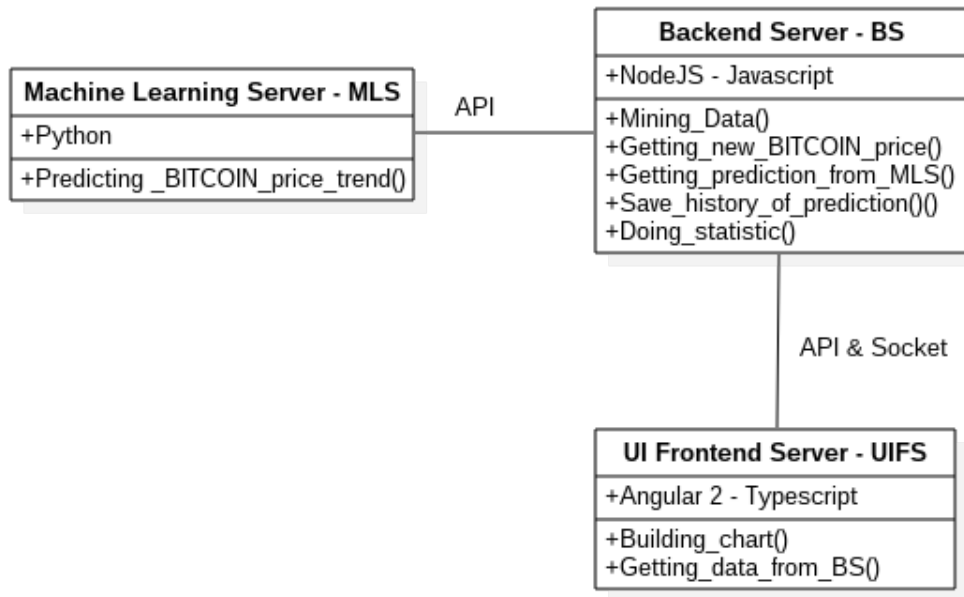 Backend Server - BS
+NodeJS - Javascript
+Mining_Data()
+Getting_new_BITCOIN_price()
+Getting_prediction_from_MLS()
+Save_history_of_prediction()()
+Doing_statistic()
Machine Learning Server - MLS
+Python
+Predicting _BITCOIN_price_trend()
API
API & Socket
UI Frontend Server - UIFS
+Angular 2 - Typescript
+Building_chart()
+Getting_data_from_BS()